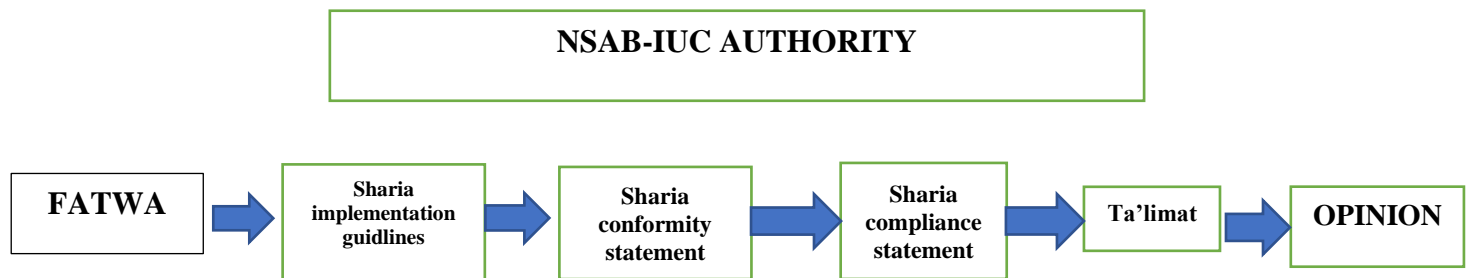 NSAB-IUC AUTHORITY
FATWA
Sharia
implementation
guidlines
Sharia
conformity
statement
Sharia
compliance
statement
Ta’limat
OPINION